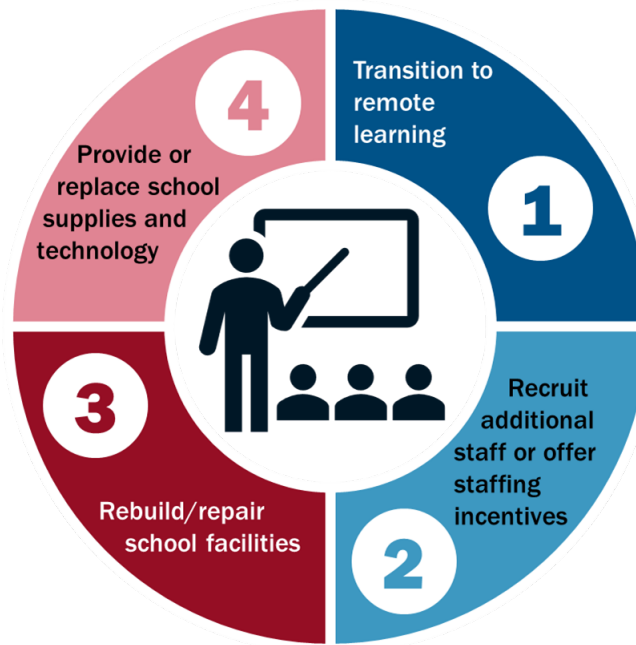 Transition to
remote
learning
1
Recruit
additional
staff or offer
staffing
incentives
2
3
Rebuild/repair
school facilities
4
Provide or
replace school
supplies and
technology